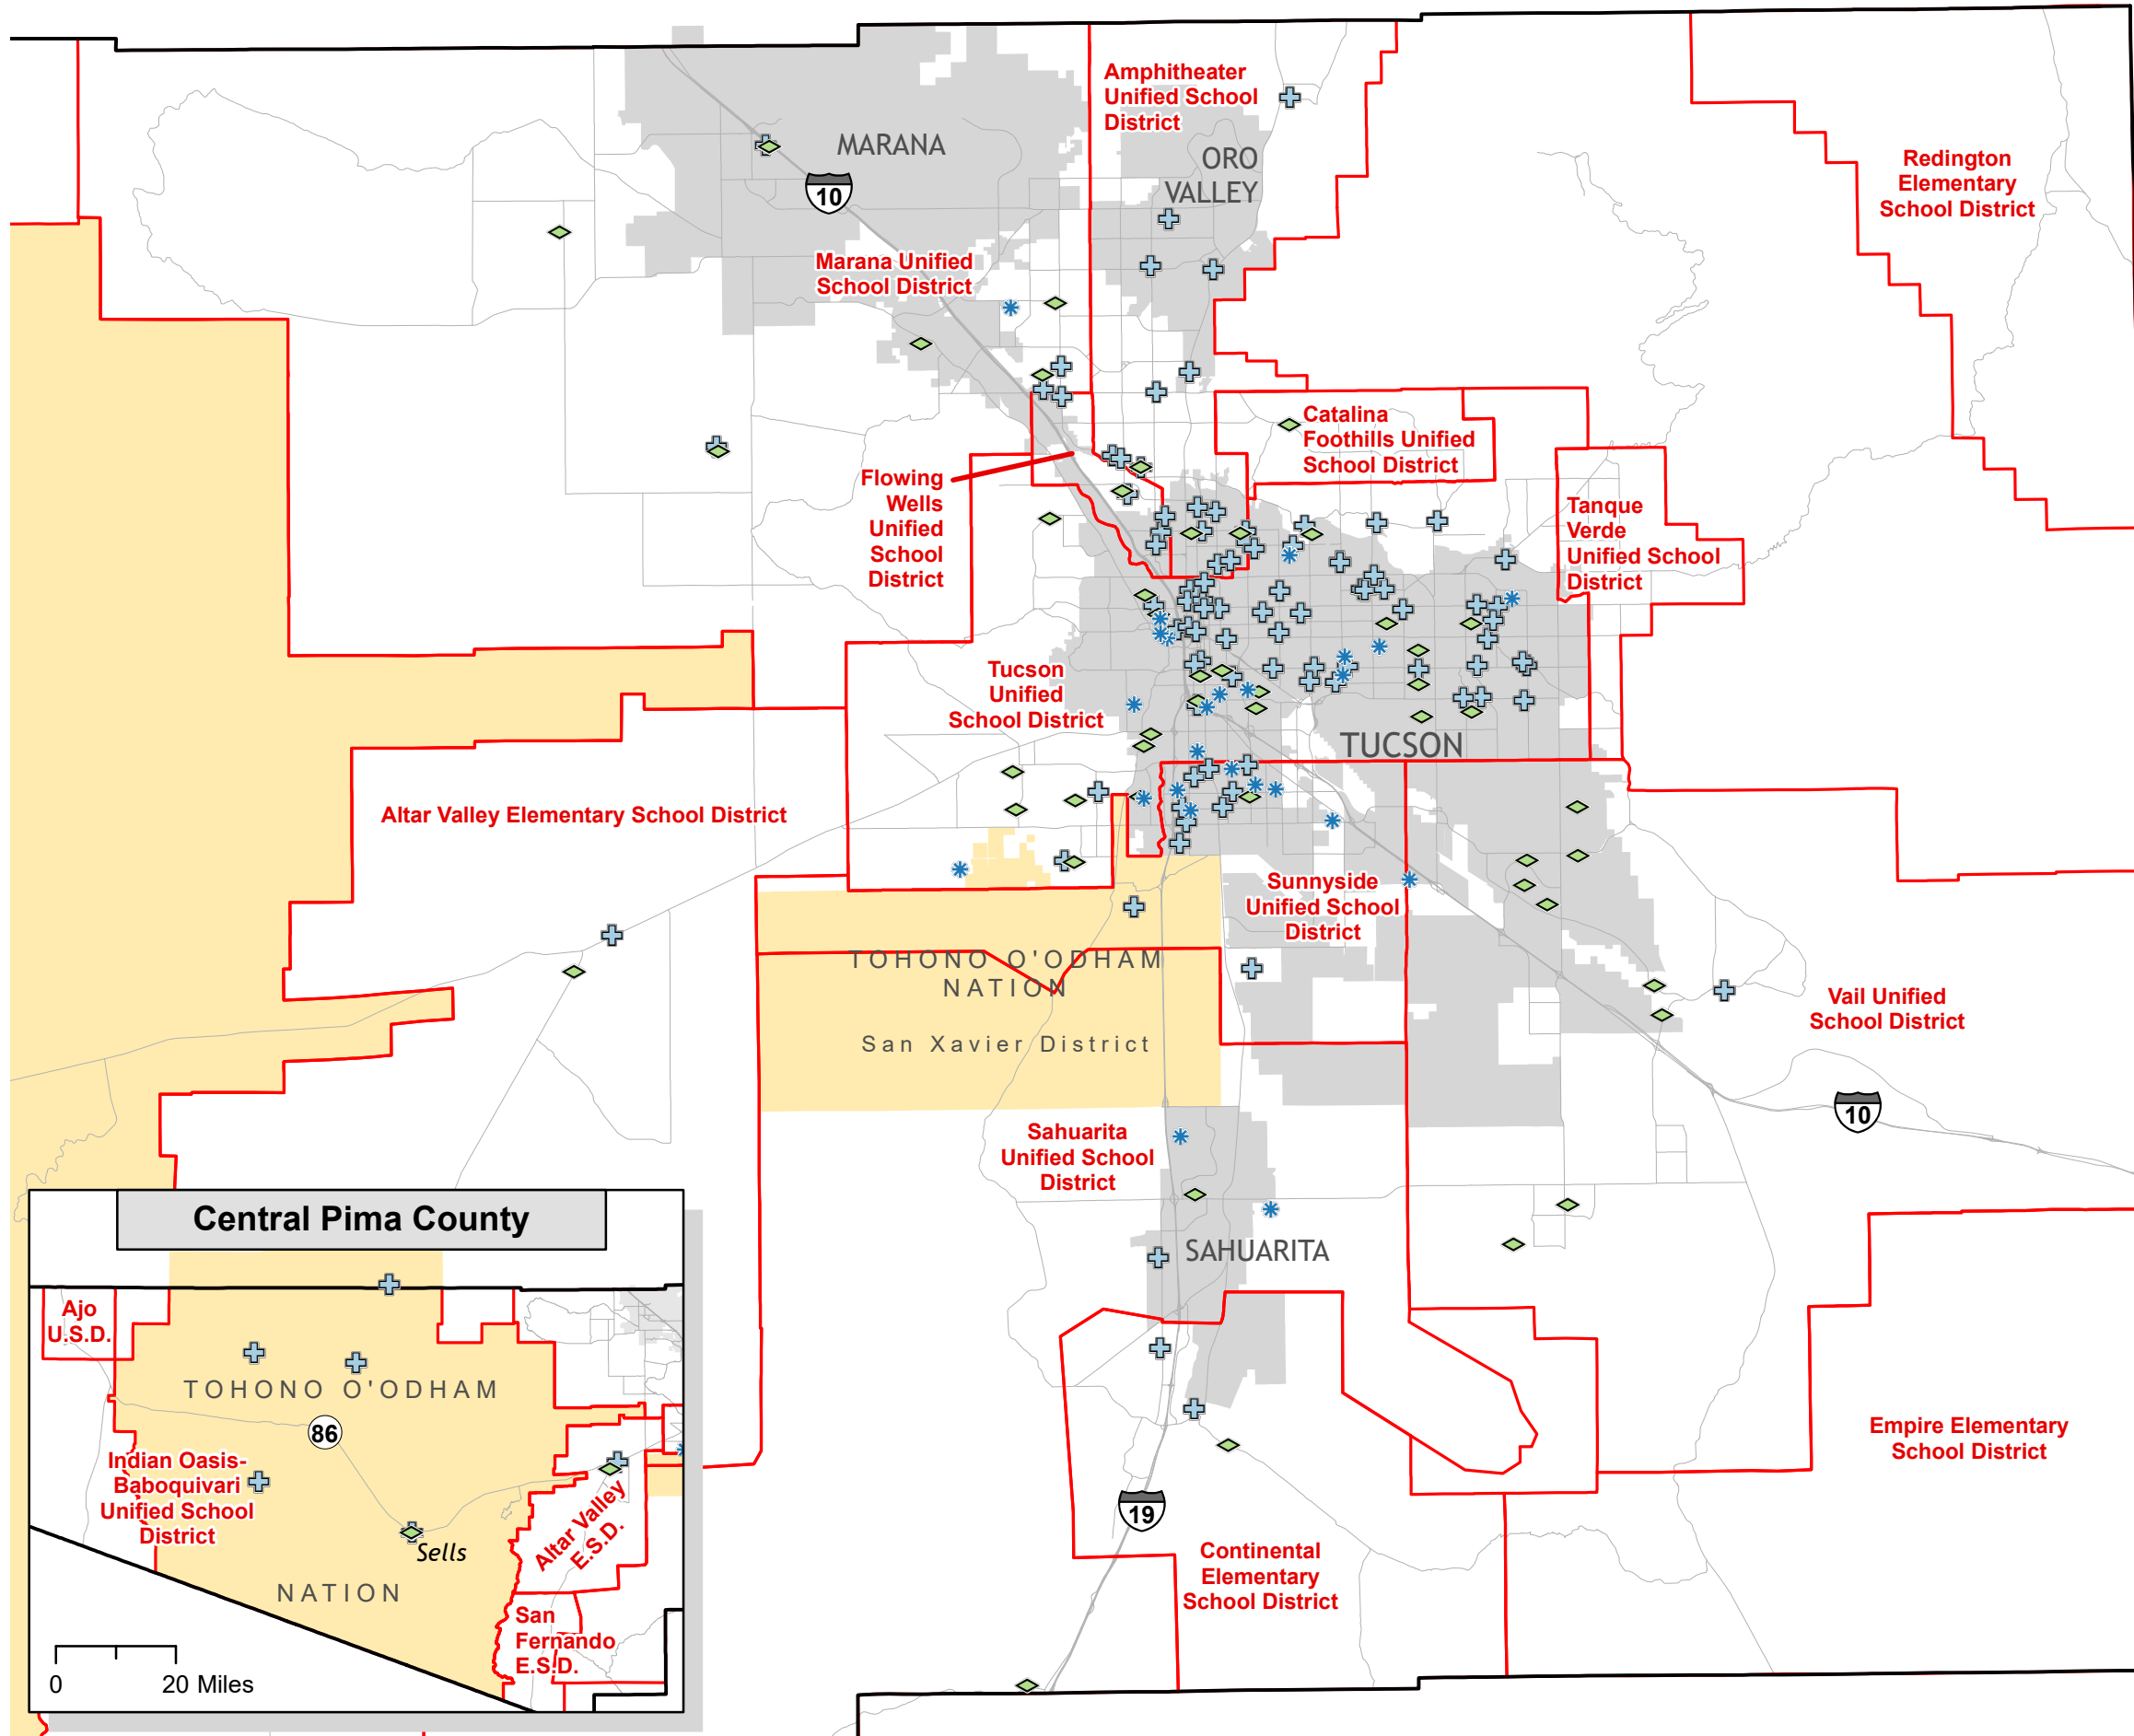 Amphitheater
Unified School
District
MARANA
ORO
VALLEY
10
Redington
Elementary
School District
Marana Unified
School District
Catalina
Foothills Unified
School District
Flowing
Wells
Unified
School
District
Tanque
Verde
Unified School
District
Tucson
Unified
School District
TUCSON
Altar Valley Elementary School District
Sunnyside
Unified School
District
TOHONO O'ODHAM
NATION
San Xavier District
Vail Unified
School District
10
Sahuarita
Unified School
District
SAHUARITA
Empire Elementary
School District
19
Continental
Elementary
School District
Central Pima County
Ajo
U.S.D.
TOHONO O'ODHAM
86
Indian Oasis-
Baboquivari
Unified School
District
Sells
Altar Valley
E.S.D.
NATION
San
Fernando
E.S.D.
0 20 Miles